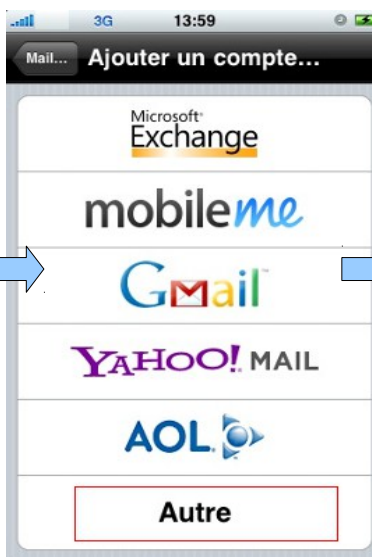 3G 13:59
Mail... Ajouter un compte...
Microsoft
Exchange
mobileme
Gmail
YAHOO! MAIL
AOL
Autre